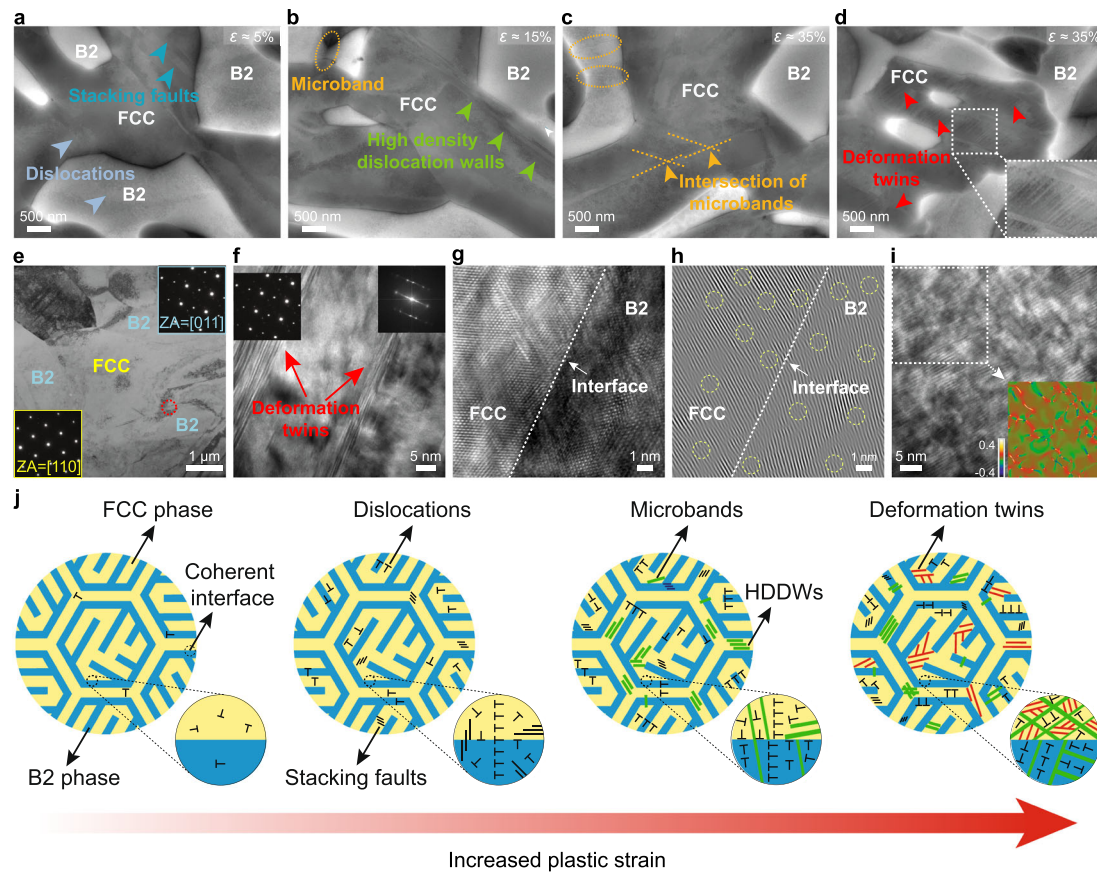 a
B2
ε ≈ 5%
B2
Stacking faults
FCC
Dislocations
B2
500 nm
b
ε ≈ 15%
Microband
B2
FCC
High density
dislocation walls
500 nm
c
ε ≈ 35%
B2
FCC
Intersection of
microbands
500 nm
d
ε ≈ 35%
FCC
B2
Deformation
twins
500 nm
e
B2
ZA=[011]
FCC
B2
B2
ZA=[110]
1 µm
f
Deformation
twins
5 nm
g
B2
Interface
FCC
1 nm
h
B2
Interface
FCC
1 nm
i
0.4
-0.4
5 nm
j
FCC phase
Dislocations
Microbands
Deformation twins
Coherent
interface
HDDWs
B2 phase
Stacking faults
Increased plastic strain